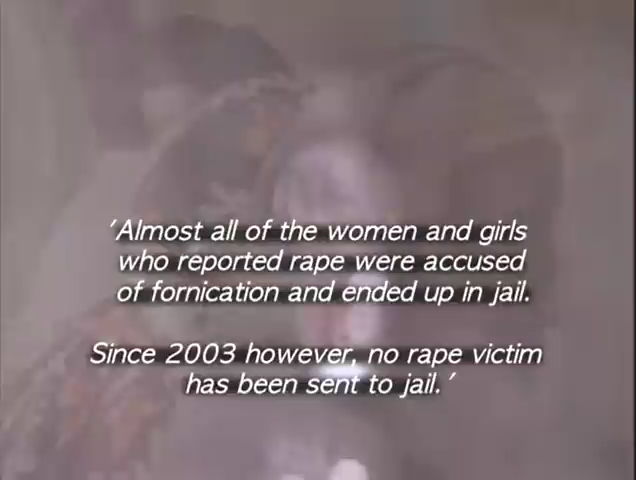 ‘Almost all of the women and girls
who reported rape were accused
of fornication and ended up in jail.
Since 2003 however, no rape victim
has been sent to jail.’